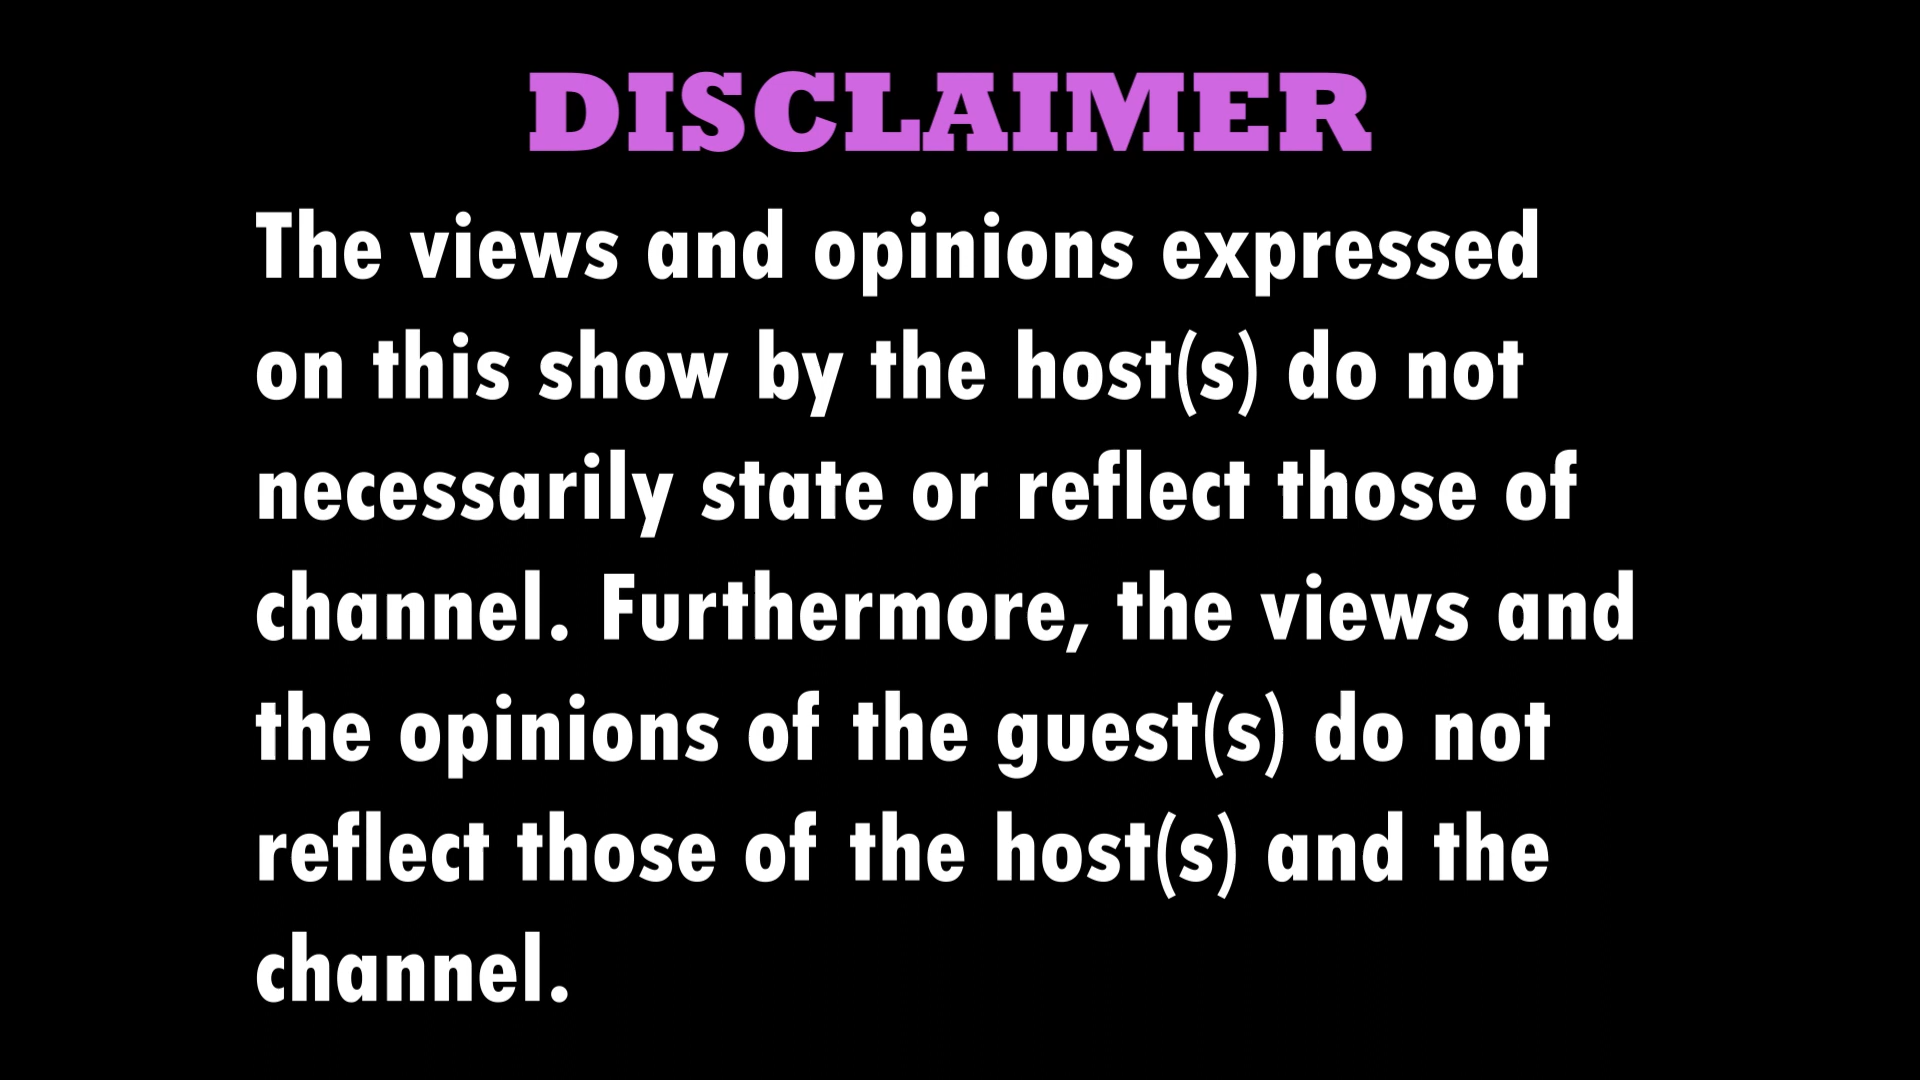 DISCLAIMER
The views and opinions expressed
on this show by the host(s) do not
necessarily state or reflect those of
channel. Furthermore, the views and
the opinions of the guest(s) do not
reflect those of the host(s) and the
channel.